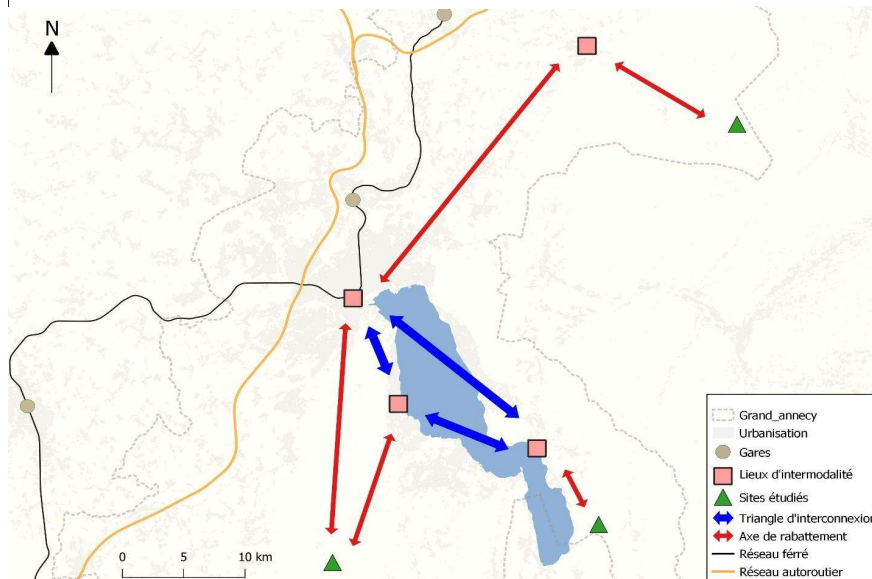 N
0 5 10 km
Grand_annecy
Urbanisation
Gares
Lieux d'intermodalité
Sites étudiés
Triangle d'interconnexion
Axe de rabattement
Réseau férré
Réseau autoroutier